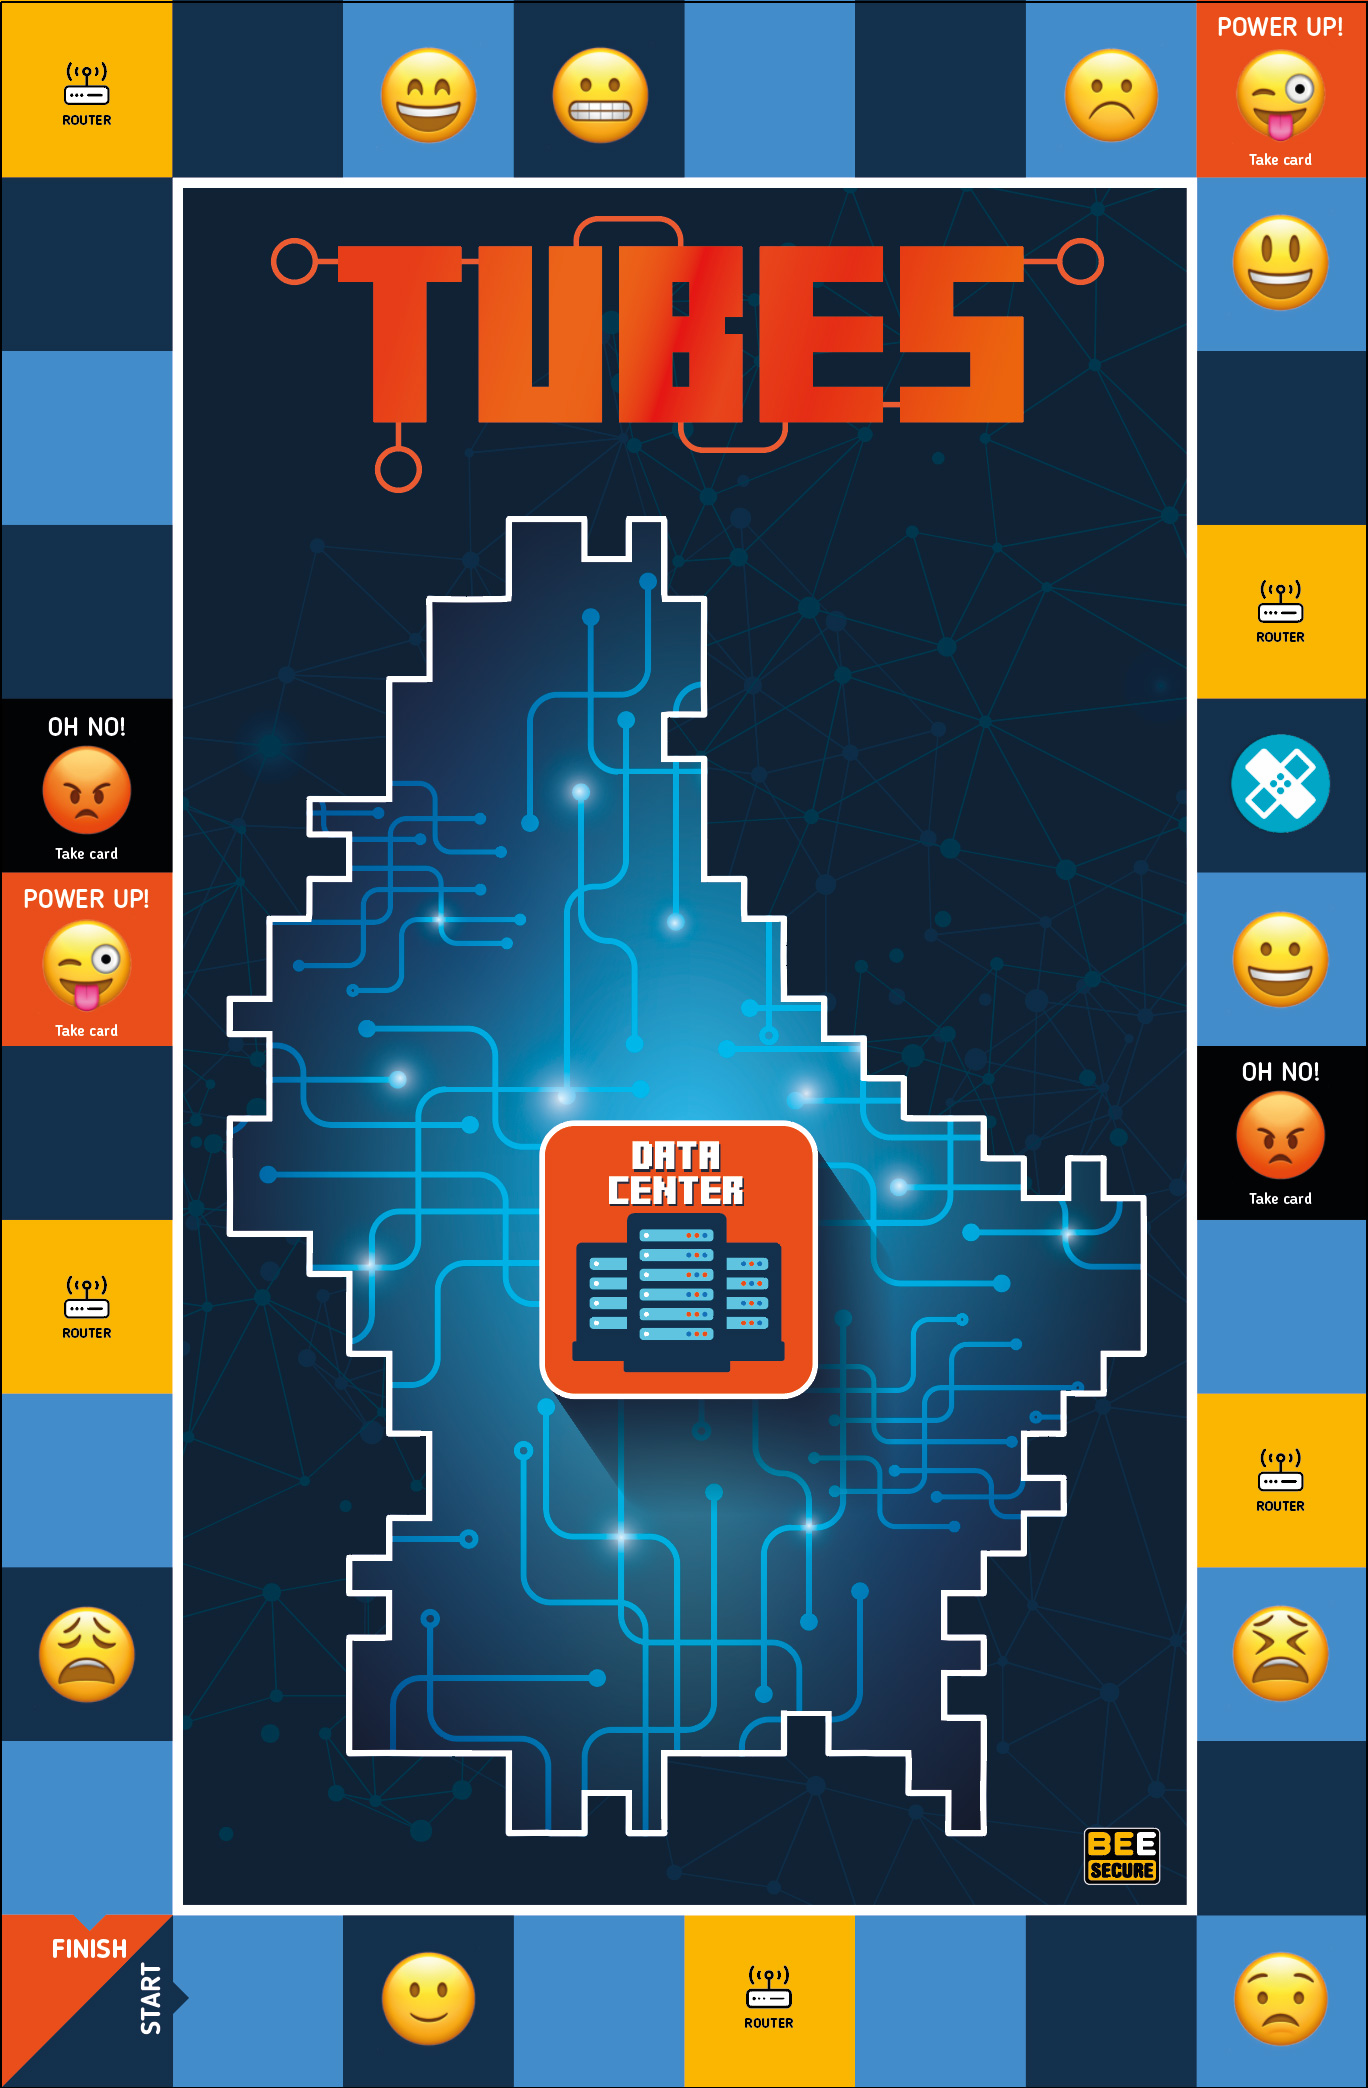 ROUTER
POWER UP!
Take card
TUBES
ROUTER
OH NO!
Take card
POWER UP!
Take card
OH NO!
Take card
DATA
CENTER
ROUTER
ROUTER
BEE
SECURE
FINISH
START
ROUTER